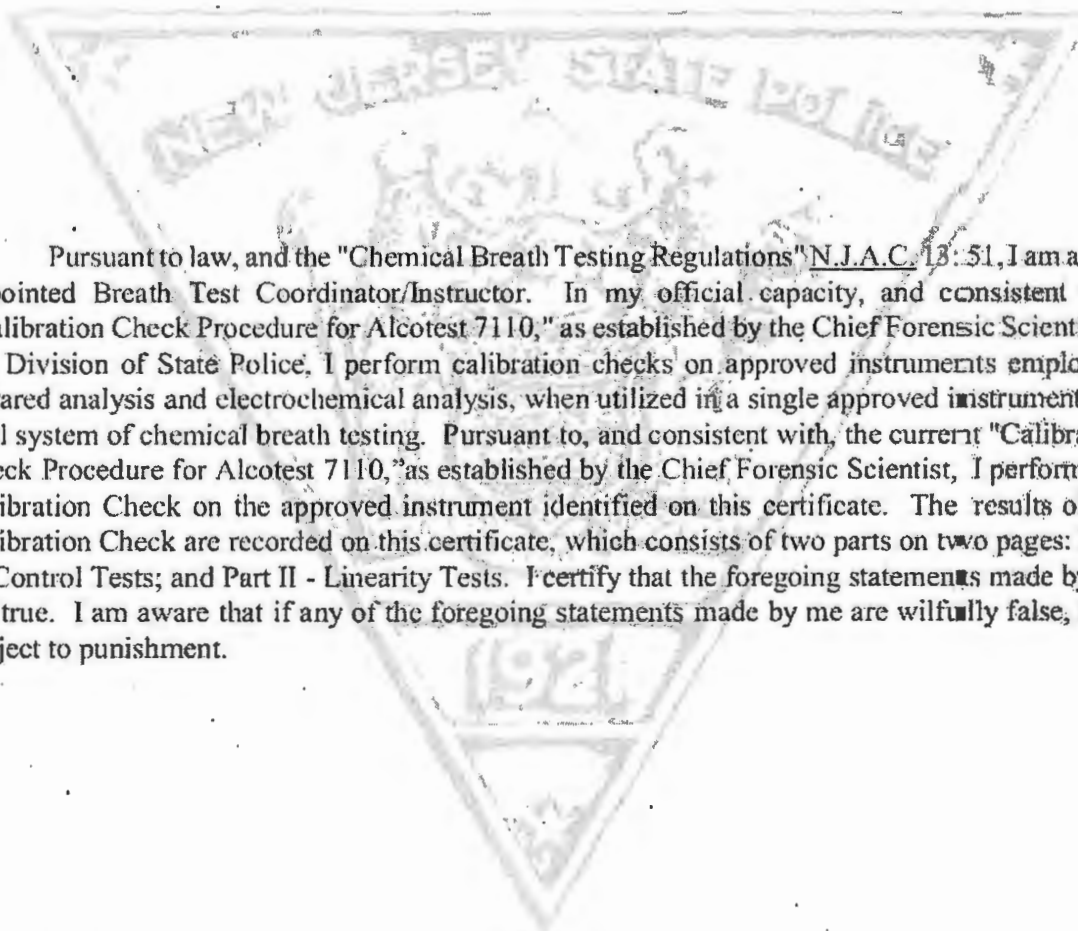 NEW JERSEY STATE POLICE
Pursuant to law, and the "Chemical Breath Testing Regulations" N.J.A.C. 13: 51, I am a
pointed Breath Test Coordinator/Instructor. In my official capacity, and consistent
alibration Check Procedure for Alcotest 7110," as established by the Chief Forensic Scient
Division of State Police, I perform calibration checks on approved instruments emplo
ared analysis and electrochemical analysis, when utilized in a single approved instrument
l system of chemical breath testing. Pursuant to, and consistent with, the current "Calibra
eck Procedure for Alcotest 7110," as established by the Chief Forensic Scientist, I perform
ibration Check on the approved instrument identified on this certificate. The results o
ibration Check are recorded on this certificate, which consists of two parts on two pages:
Control Tests; and Part II - Linearity Tests. I certify that the foregoing statements made by
true. I am aware that if any of the foregoing statements made by me are wilfully false,
ject to punishment.
1921